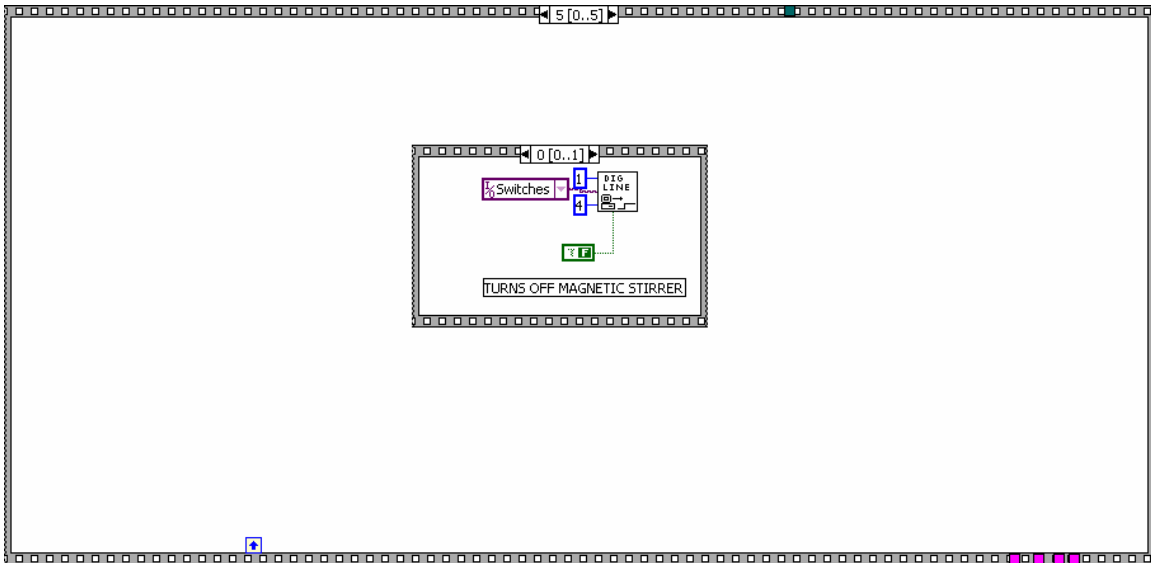 5 [0..5]
0 [0..1]
I/O Switches
1
DIG
LINE
4
F
TURNS OFF MAGNETIC STIRRER